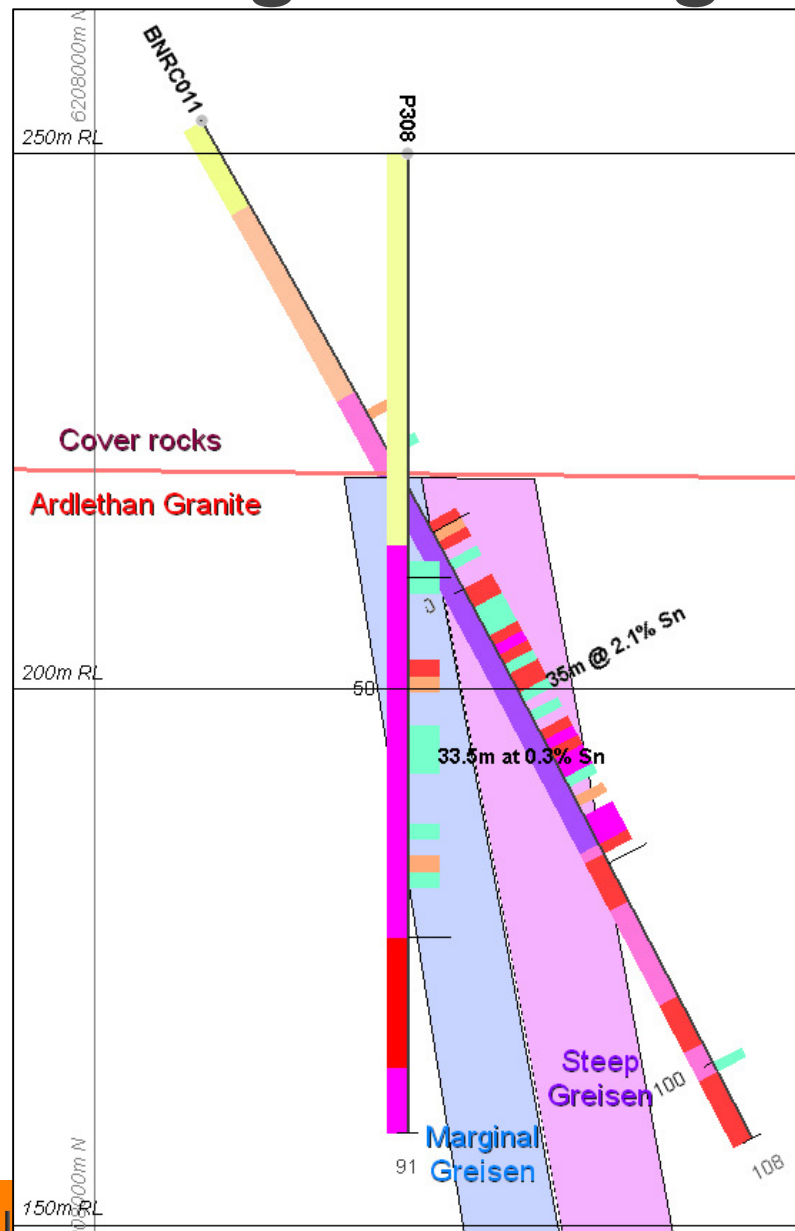 6208000m N
BNRC011
P308
250m RL
Cover rocks
Ardlethan Granite
200m RL
50
35m @ 2.1% Sn
33.5m at 0.3% Sn
Steep
Greisen
100
Marginal
Greisen
91
108
150m RL